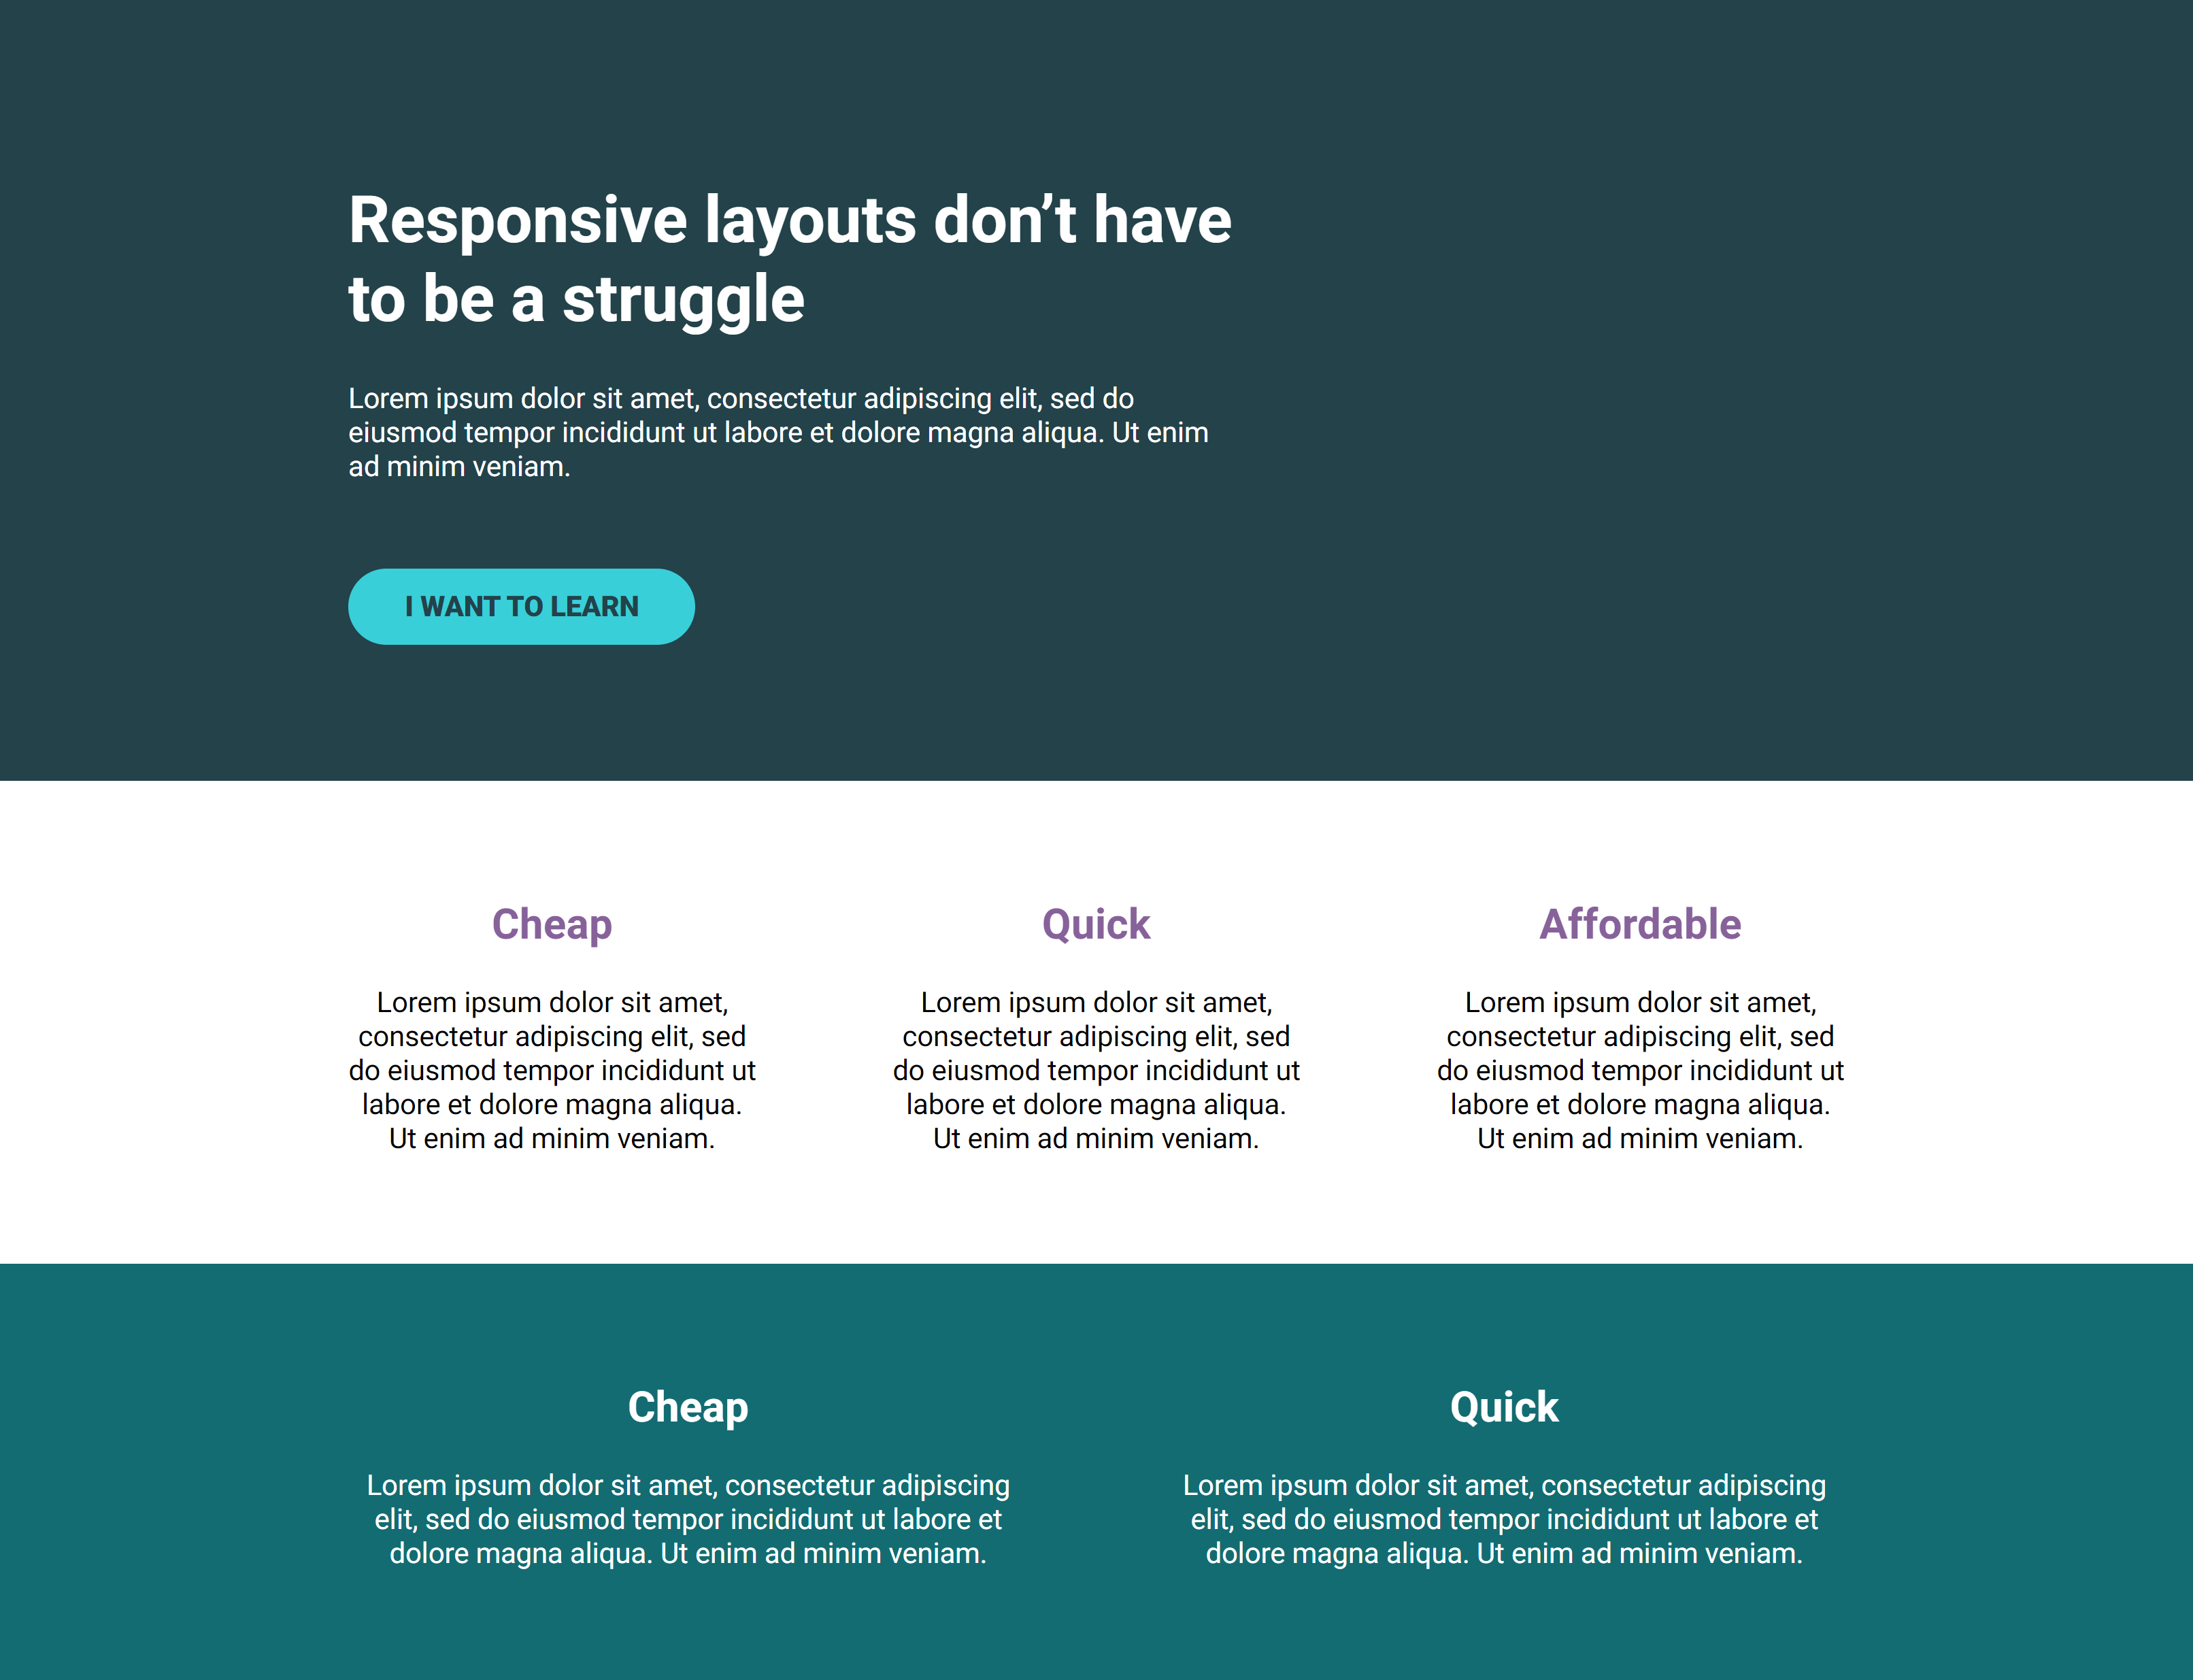 Responsive layouts don’t have
to be a struggle
Lorem ipsum dolor sit amet, consectetur adipiscing elit, sed do
eiusmod tempor incididunt ut labore et dolore magna aliqua. Ut enim
ad minim veniam.
I WANT TO LEARN
Cheap
Lorem ipsum dolor sit amet,
consectetur adipiscing elit, sed
do eiusmod tempor incididunt ut
labore et dolore magna aliqua.
Ut enim ad minim veniam.
Quick
Lorem ipsum dolor sit amet,
consectetur adipiscing elit, sed
do eiusmod tempor incididunt ut
labore et dolore magna aliqua.
Ut enim ad minim veniam.
Affordable
Lorem ipsum dolor sit amet,
consectetur adipiscing elit, sed
do eiusmod tempor incididunt ut
labore et dolore magna aliqua.
Ut enim ad minim veniam.
Cheap
Lorem ipsum dolor sit amet, consectetur adipiscing
elit, sed do eiusmod tempor incididunt ut labore et
dolore magna aliqua. Ut enim ad minim veniam.
Quick
Lorem ipsum dolor sit amet, consectetur adipiscing
elit, sed do eiusmod tempor incididunt ut labore et
dolore magna aliqua. Ut enim ad minim veniam.